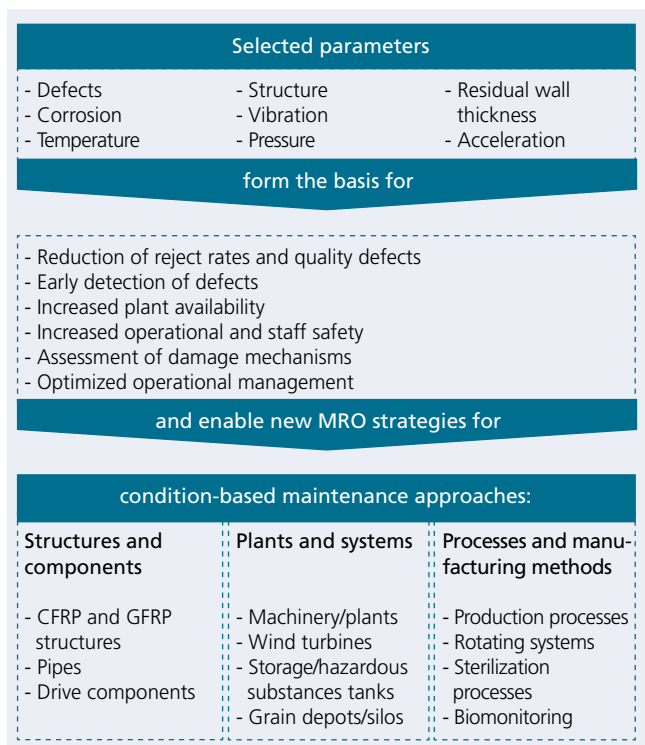 Selected parameters
- Defects
- Corrosion
- Temperature
- Structure
- Vibration
- Pressure
- Residual wall
thickness
- Acceleration
form the basis for
- Reduction of reject rates and quality defects
- Early detection of defects
- Increased plant availability
- Increased operational and staff safety
- Assessment of damage mechanisms
- Optimized operational management
and enable new MRO strategies for
condition-based maintenance approaches:
Structures and
components
- CFRP and GFRP
structures
- Pipes
- Drive components
Plants and systems
- Machinery/plants
- Wind turbines
- Storage/hazardous
substances tanks
- Grain depots/silos
Processes and manu-
facturing methods
- Production processes
- Rotating systems
- Sterilization
processes
- Biomonitoring